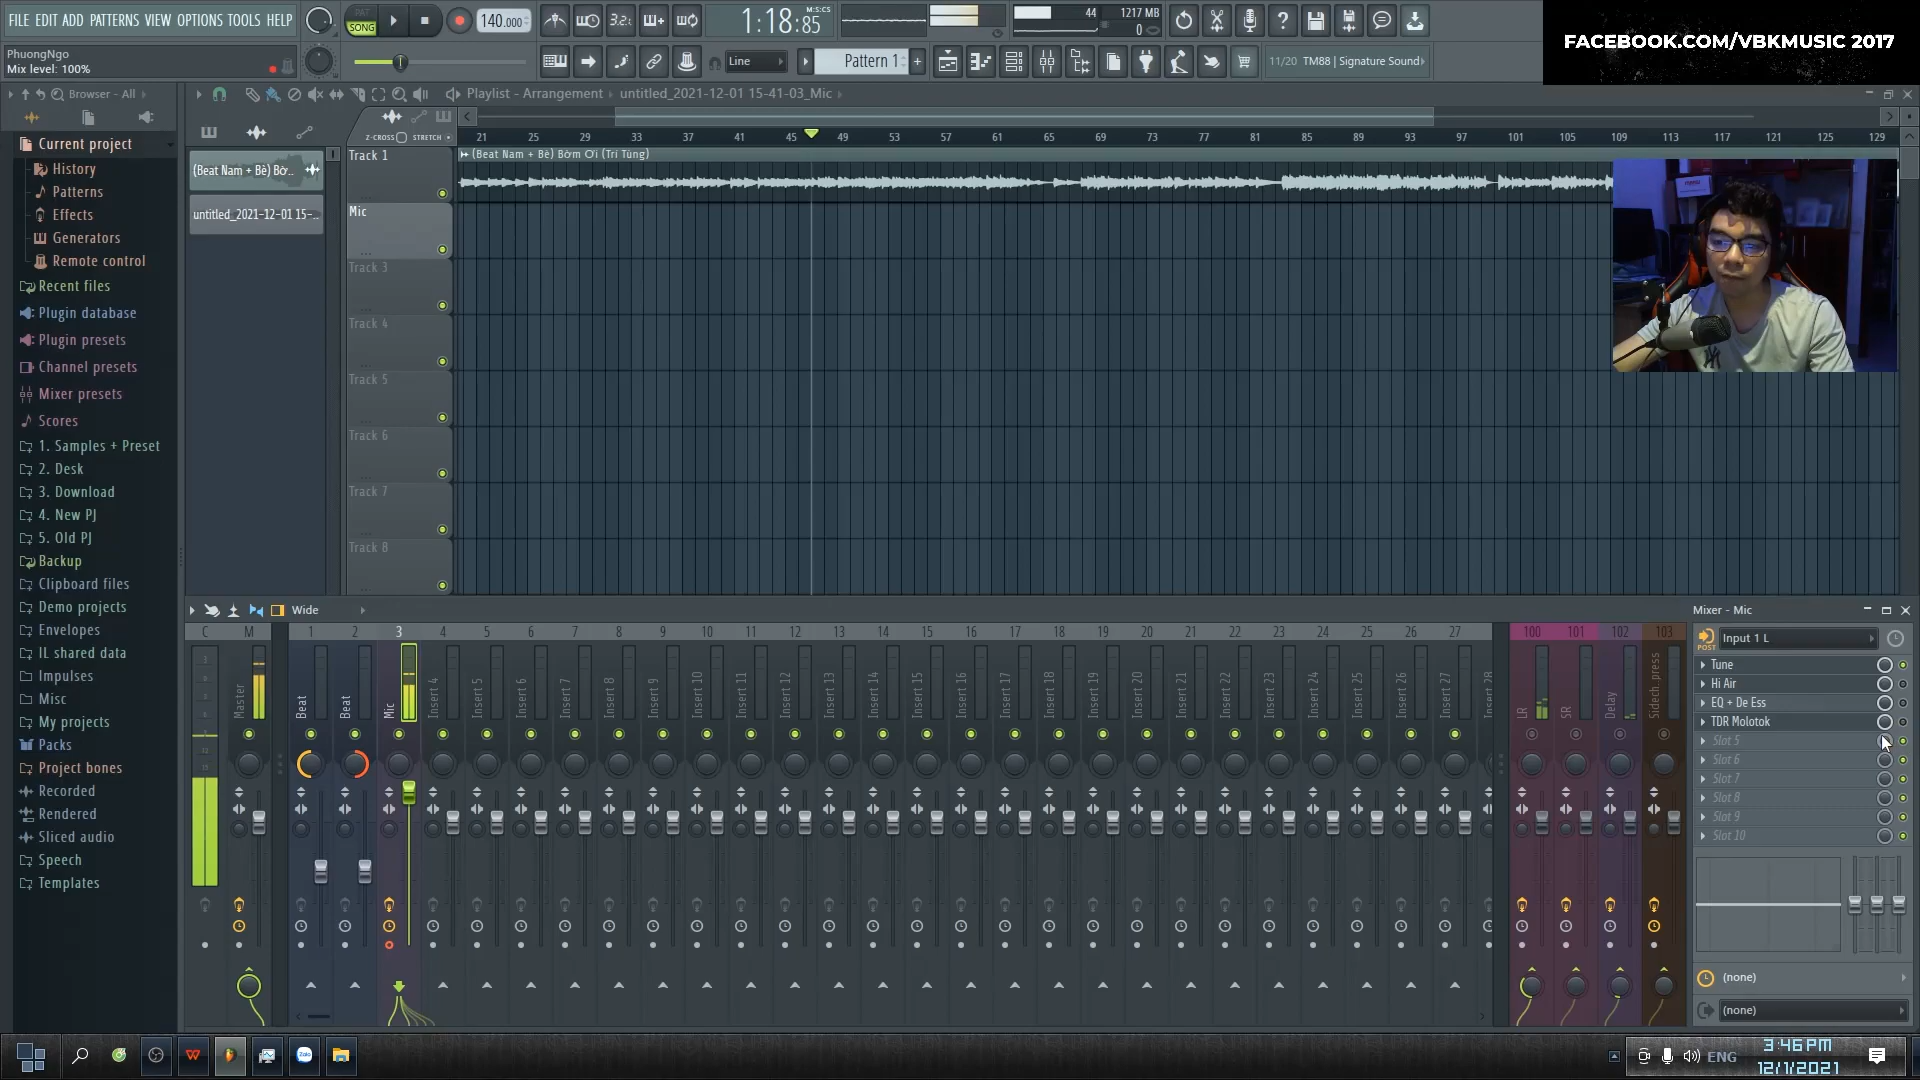 FILE EDIT ADD PATTERNS VIEW OPTIONS TOOLS HELP
PAT
SONG
140.000
3.2.
1:18:85
M:S:CS
44
1217 MB
0
FACEBOOK.COM/VBKMUSIC 2017
PhuongNgo
Mix level: 100%
Line
Pattern 1
11/20 TM88 | Signature Sound
Browser - All
Playlist - Arrangement
untitled_2021-12-01 15-41-03_Mic
Z-CROSS
STRETCH
21 25 29 33 37 41 45 49 53 57 61 65 69 73 77 81 85 89 93 97 101 105 109 113 117 121 125 129
Current project
History
Patterns
Effects
Generators
Remote control
Recent files
Plugin database
Plugin presets
Channel presets
Mixer presets
Scores
1. Samples + Preset
2. Desk
3. Download
4. New PJ
5. Old PJ
Backup
Clipboard files
Demo projects
Envelopes
IL shared data
Impulses
Misc
My projects
Packs
Project bones
Recorded
Rendered
Sliced audio
Speech
Templates
(Beat Nam + Bè) Bờ..
untitled_2021-12-01 15-..
Track 1
(Beat Nam + Bè) Bờm Ơi (Trí Tùng)
Mic
Track 3
Track 4
Track 5
Track 6
Track 7
Track 8
Wide
C M 1 2 3 4 5 6 7 8 9 10 11 12 13 14 15 16 17 18 19 20 21 22 23 24 25 26 27 100 101 102 103
Master
Beat
Beat
Mic
Insert 4
Insert 5
Insert 6
Insert 7
Insert 8
Insert 9
Insert 10
Insert 11
Insert 12
Insert 13
Insert 14
Insert 15
Insert 16
Insert 17
Insert 18
Insert 19
Insert 20
Insert 21
Insert 22
Insert 23
Insert 24
Insert 25
Insert 26
Insert 27
LR
SR
Delay
Sidech..press
Mixer - Mic
POST
Input 1 L
Tune
Hi Air
EQ + De Ess
TDR Molotok
Slot 5
Slot 6
Slot 7
Slot 8
Slot 9
Slot 10
(none)
(none)
Zalo
ENG
3:46 PM
12/1/2021